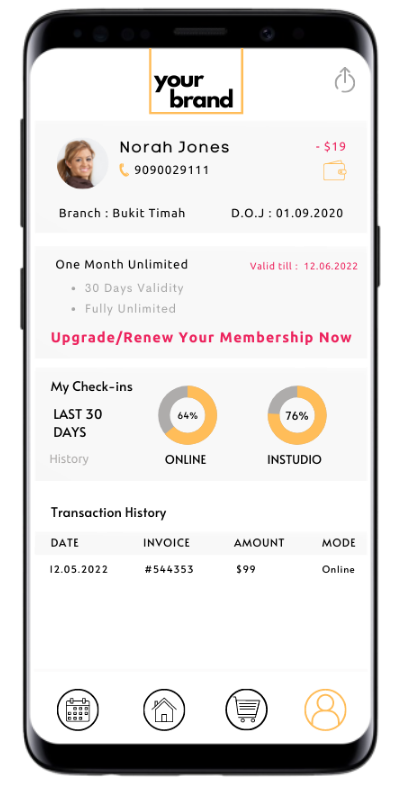 your
brand
Norah Jones
- $19
9090029111
Branch : Bukit Timah D.O.J : 01.09.2020
One Month Unlimited Valid till : 12.06.2022
• 30 Days Validity
• Fully Unlimited
Upgrade/Renew Your Membership Now
My Check-ins
LAST 30
DAYS
64%
76%
History
ONLINE
INSTUDIO
Transaction History
DATE INVOICE AMOUNT MODE
12.05.2022 #544353 $99 Online